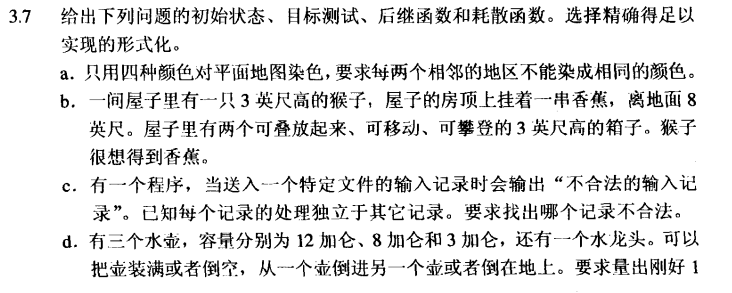 3.7 给出下列问题的初始状态、目标测试、后继函数和耗散函数。选择精确得足以
实现的形式化。
a．只用四种颜色对平面地图染色，要求每两个相邻的地区不能染成相同的颜色。
b．一间屋子里有一只 3 英尺高的猴子，屋子的房顶上挂着一串香蕉，离地面 8
英尺。屋子里有两个可叠放起来、可移动、可攀登的 3 英尺高的箱子。猴子
很想得到香蕉。
c．有一个程序，当送入一个特定文件的输入记录时会输出“不合法的输入记
录”。已知每个记录的处理独立于其它记录。要求找出哪个记录不合法。
d．有三个水壶，容量分别为 12 加仑、8 加仑和 3 加仑，还有一个水龙头。可以
把壶装满或者倒空，从一个壶倒进另一个壶或者倒在地上。要求量出刚好 1